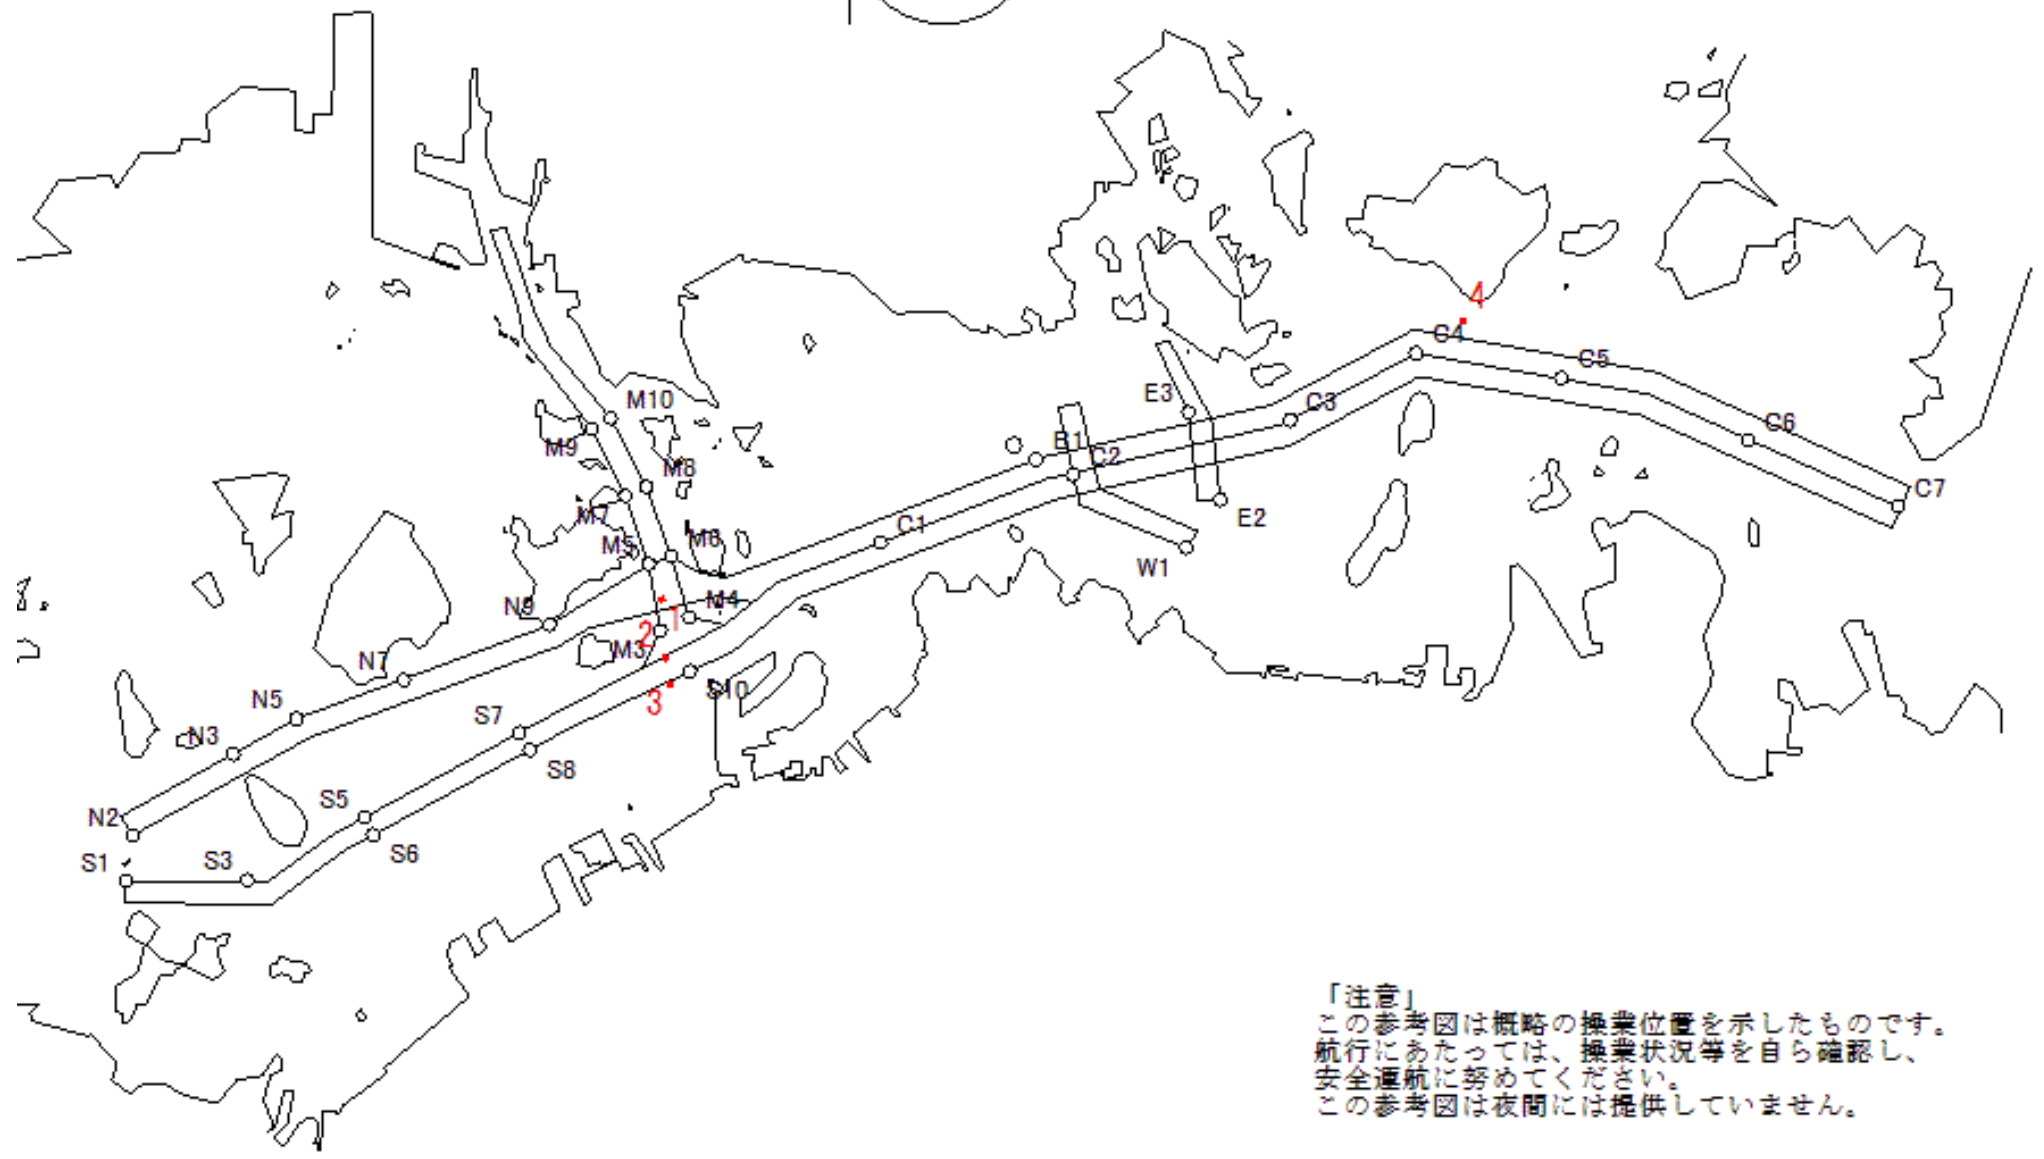 4
C4
C5
M10
E3
C3
C6
M9
B1
M8
C2
C7
M7
C1
E2
M5
M6
W1
N9
M4
1
2
M3
N7
S10
3
N5
S7
N3
S8
S5
N2
S6
S1
S3
「注意」
この参考図は概略の操業位置を示したものです。
航行にあたっては、操業状況等を自ら確認し、
安全運航に努めてください。
この参考図は夜間には提供していません。